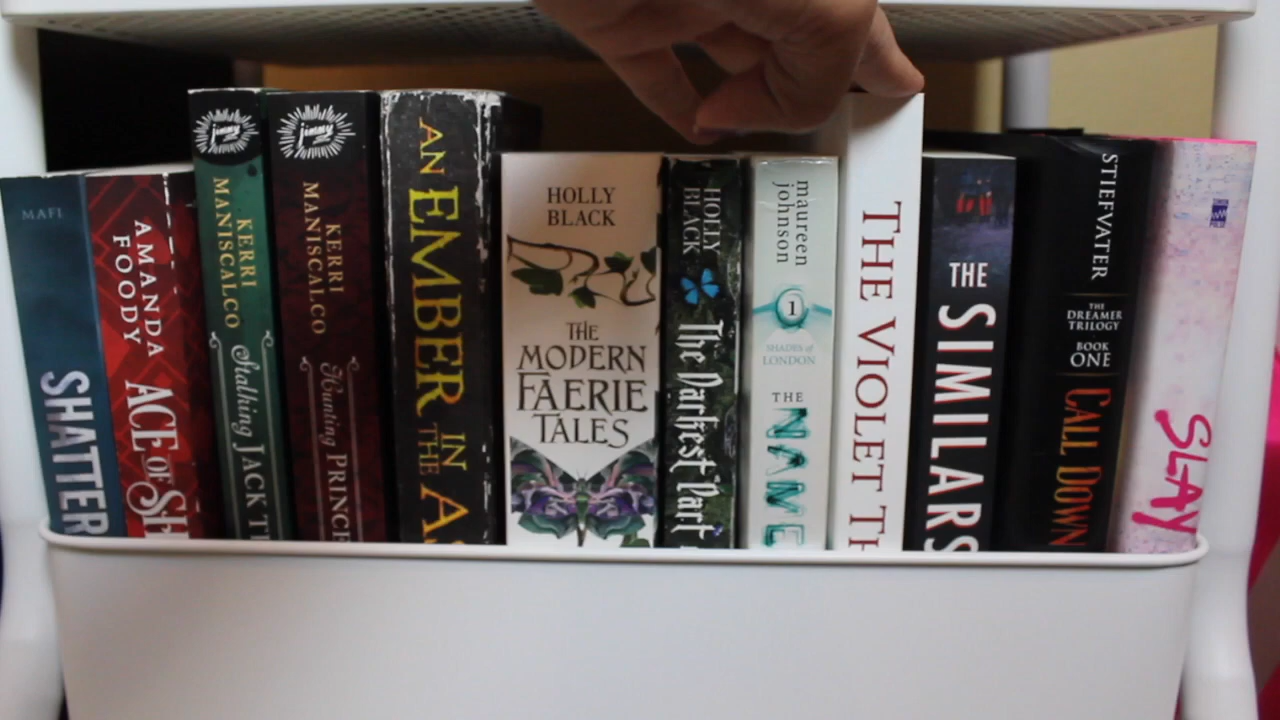 MAFI
SHATTER
AMANDA
FOODY
ACE OF SH
jimmy
KERRI
MANISCALCO
Stalking JACK T
jimmy
KERRI
MANISCALCO
Hunting PRINCE
AN EMBER IN THE AS
HOLLY
BLACK
THE
MODERN
FAERIE
TALES
HOLLY
BLACK
The Darkest Part
maureen
johnson
1
SHADES of
LONDON
THE
NAME
THE VIOLET TH
THE
SIMILARS
STIEFVATER
THE
DREAMER
TRILOGY
BOOK
ONE
CALL DOWN
SLAY